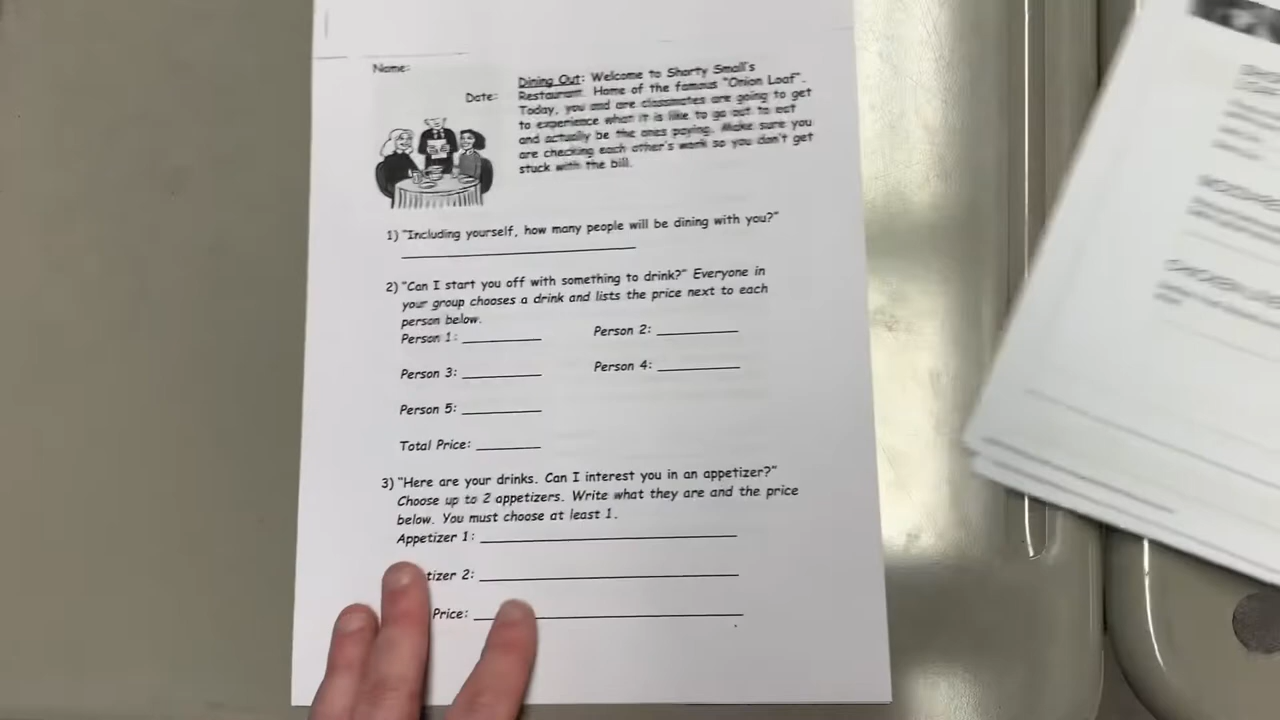 Name:
Date:
Dining Out: Welcome to Shorty Small's
Restaurant. Home of the famous "Onion Loaf".
Today, you and are classmates are going to get
to experience what it is like to go out to eat
and actually be the ones paying. Make sure you
are checking each other's work so you don't get
stuck with the bill.
1) "Including yourself, how many people will be dining with you?"
2) "Can I start you off with something to drink?" Everyone in
your group chooses a drink and lists the price next to each
person below.
Person 1: Person 2:
Person 3: Person 4:
Person 5:
Total Price:
3) "Here are your drinks. Can I interest you in an appetizer?"
Choose up to 2 appetizers. Write what they are and the price
below. You must choose at least 1.
Appetizer 1:
tizer 2:
Price: